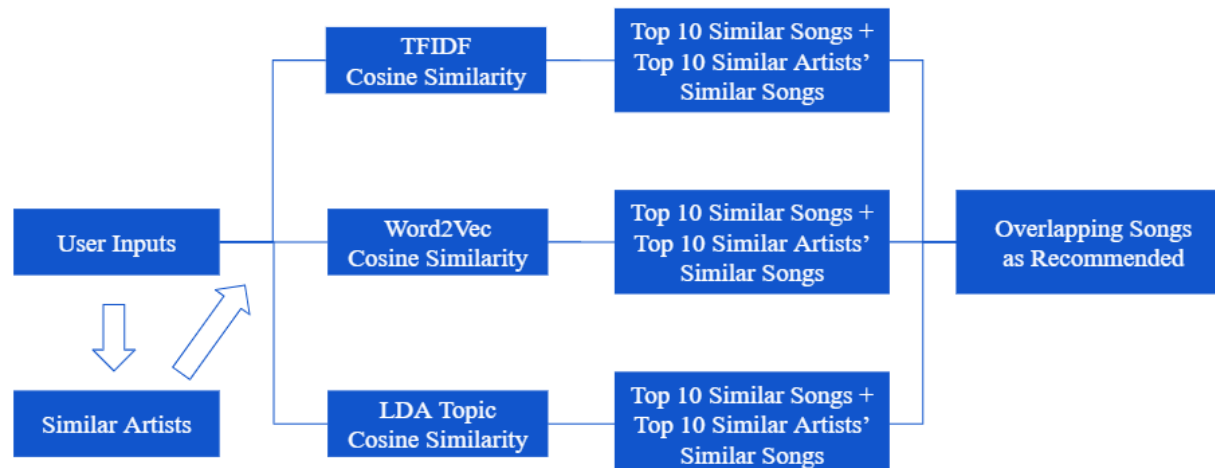 TFIDF
Cosine Similarity
Top 10 Similar Songs +
Top 10 Similar Artists’
Similar Songs
User Inputs
Word2Vec
Cosine Similarity
Top 10 Similar Songs +
Top 10 Similar Artists’
Similar Songs
Overlapping Songs
as Recommended
Similar Artists
LDA Topic
Cosine Similarity
Top 10 Similar Songs +
Top 10 Similar Artists’
Similar Songs